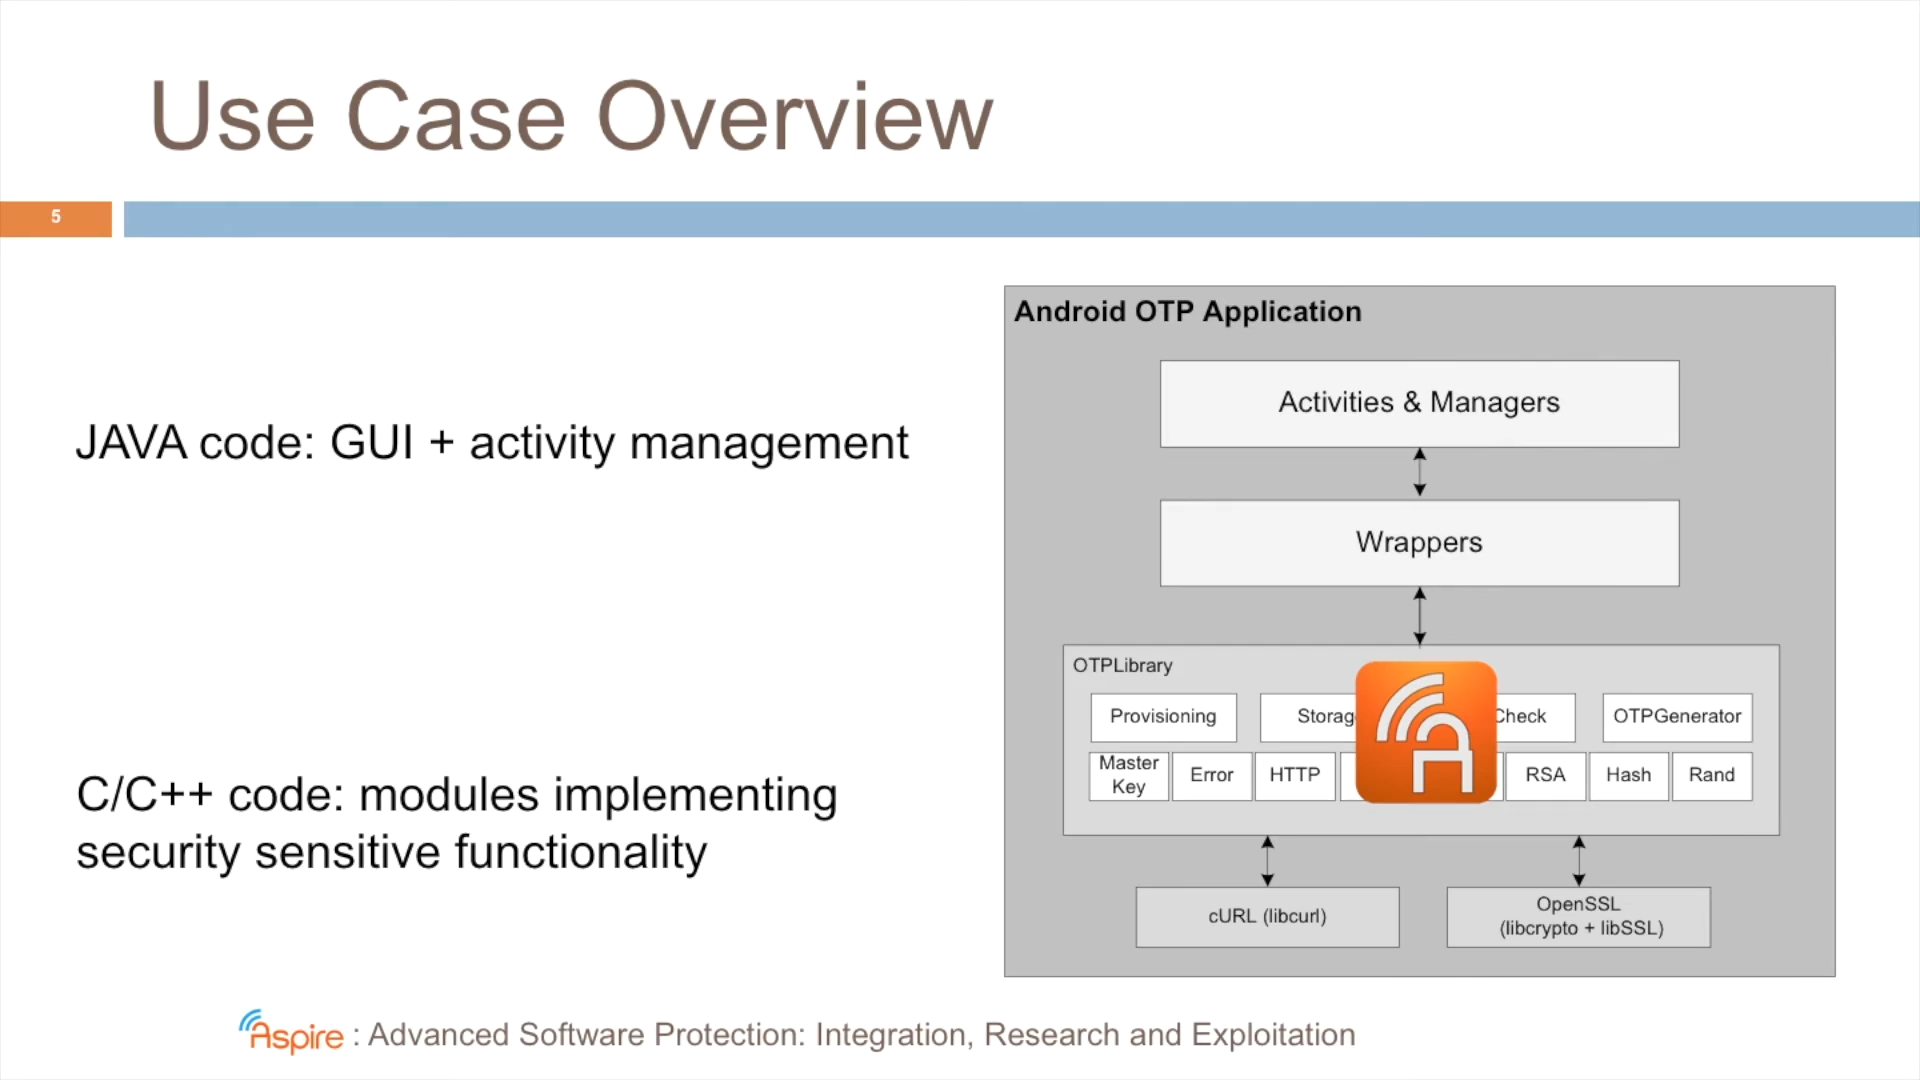 Use Case Overview
5
JAVA code: GUI + activity management
C/C++ code: modules implementing
security sensitive functionality
Android OTP Application
Activities & Managers
Wrappers
OTPLibrary
Provisioning
OTPGenerator
Master
Key
Error
HTTP
RSA
Hash
Rand
cURL (libcurl)
OpenSSL
(libcrypto + libSSL)
Aspire : Advanced Software Protection: Integration, Research and Exploitation